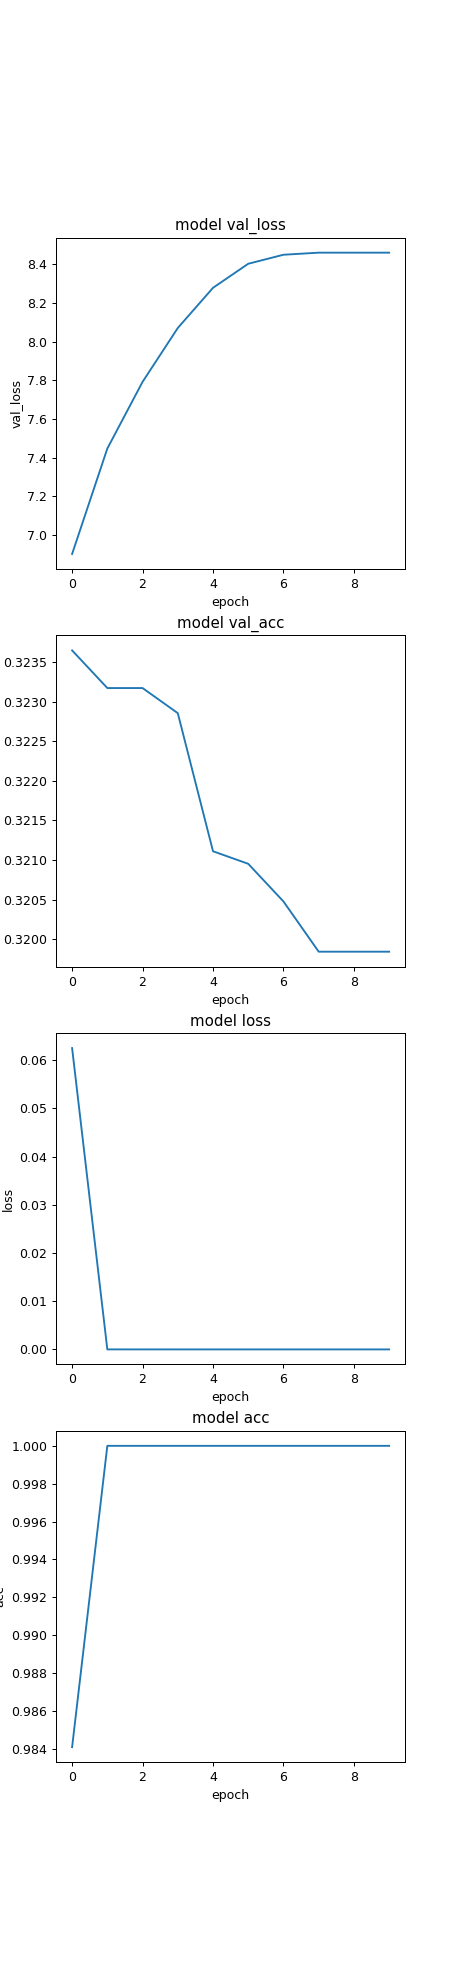 model val_loss
8.4
8.2
8.0
7.8
7.6
7.4
7.2
7.0
val_loss
0 2 4 6 8
epoch
model val_acc
0.3235
0.3230
0.3225
0.3220
0.3215
0.3210
0.3205
0.3200
0 2 4 6 8
epoch
model loss
0.06
0.05
0.04
0.03
0.02
0.01
0.00
loss
0 2 4 6 8
epoch
model acc
1.000
0.998
0.996
0.994
0.992
0.990
0.988
0.986
0.984
acc
0 2 4 6 8
epoch